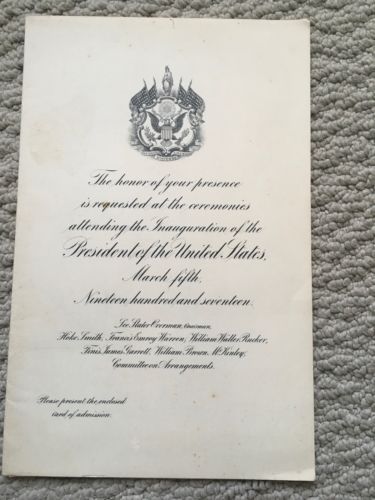 The honor of your presence
is requested at the ceremonies
attending the Inauguration of the
President of the United States,
March fifth,
Nineteen hundred and seventeen.
Lee Slater Overman, Chairman,
Hoke Smith, Francis Emroy Warren, William Waller Rucker,
Finis James Garrett, William Brown McKinley,
Committee on Arrangements.
Please present the enclosed
card of admission.